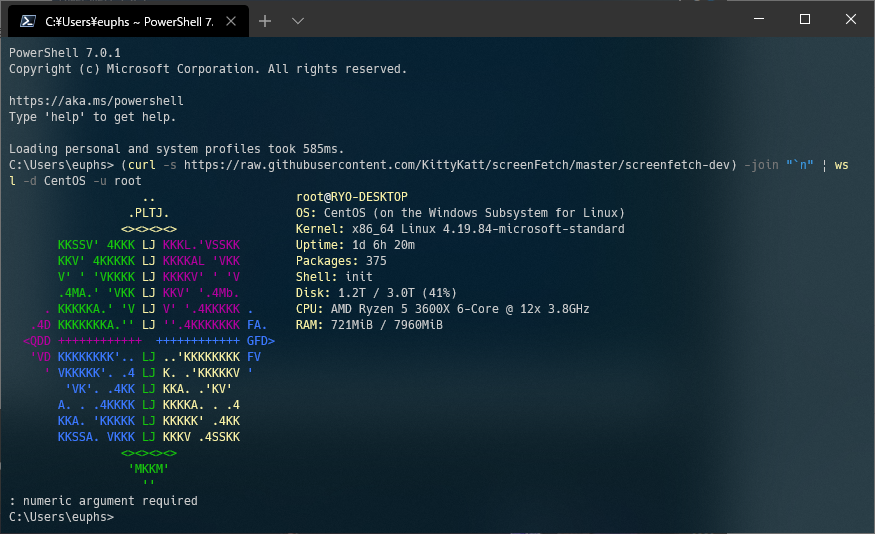 C:¥Users¥euphs ~ PowerShell 7.
PowerShell 7.0.1
Copyright (c) Microsoft Corporation. All rights reserved.
https://aka.ms/powershell
Type 'help' to get help.
Loading personal and system profiles took 585ms.
C:\Users\euphs> (curl -s https://raw.githubusercontent.com/KittyKatt/screenFetch/master/screenfetch-dev) -join "`n" ¦ ws
l -d CentOS -u root
                   ..                    root@RYO-DESKTOP
                 .PLTJ.                  OS: CentOS (on the Windows Subsystem for Linux)
                <><><><>                 Kernel: x86_64 Linux 4.19.84-microsoft-standard
       KKSSV' 4KKK LJ KKKL.'VSSKK        Uptime: 1d 6h 20m
       KKV' 4KKKKK LJ KKKKAL 'VKK        Packages: 375
       V' ' 'VKKKK LJ KKKKV' ' 'V        Shell: init
       .4MA.' 'VKK LJ KKV' '.4Mb.        Disk: 1.2T / 3.0T (41%)
     . KKKKKA.' 'V LJ V' '.4KKKKK .      CPU: AMD Ryzen 5 3600X 6-Core @ 12x 3.8GHz
   .4D KKKKKKKA.'' LJ ''.4KKKKKKK FA.    RAM: 721MiB / 7960MiB
  <QDD ++++++++++++  ++++++++++++ GFD>
   'VD KKKKKKKK'.. LJ ..'KKKKKKKK FV
     ' VKKKKK'. .4 LJ K. .'KKKKKV '
        'VK'. .4KK LJ KKA. .'KV'
       A. . .4KKKK LJ KKKKA. . .4
       KKA. 'KKKKK LJ KKKKK' .4KK
       KKSSA. VKKK LJ KKKV .4SSKK
                <><><><>
                 'MKKM'
                   ''
: numeric argument required
C:\Users\euphs>